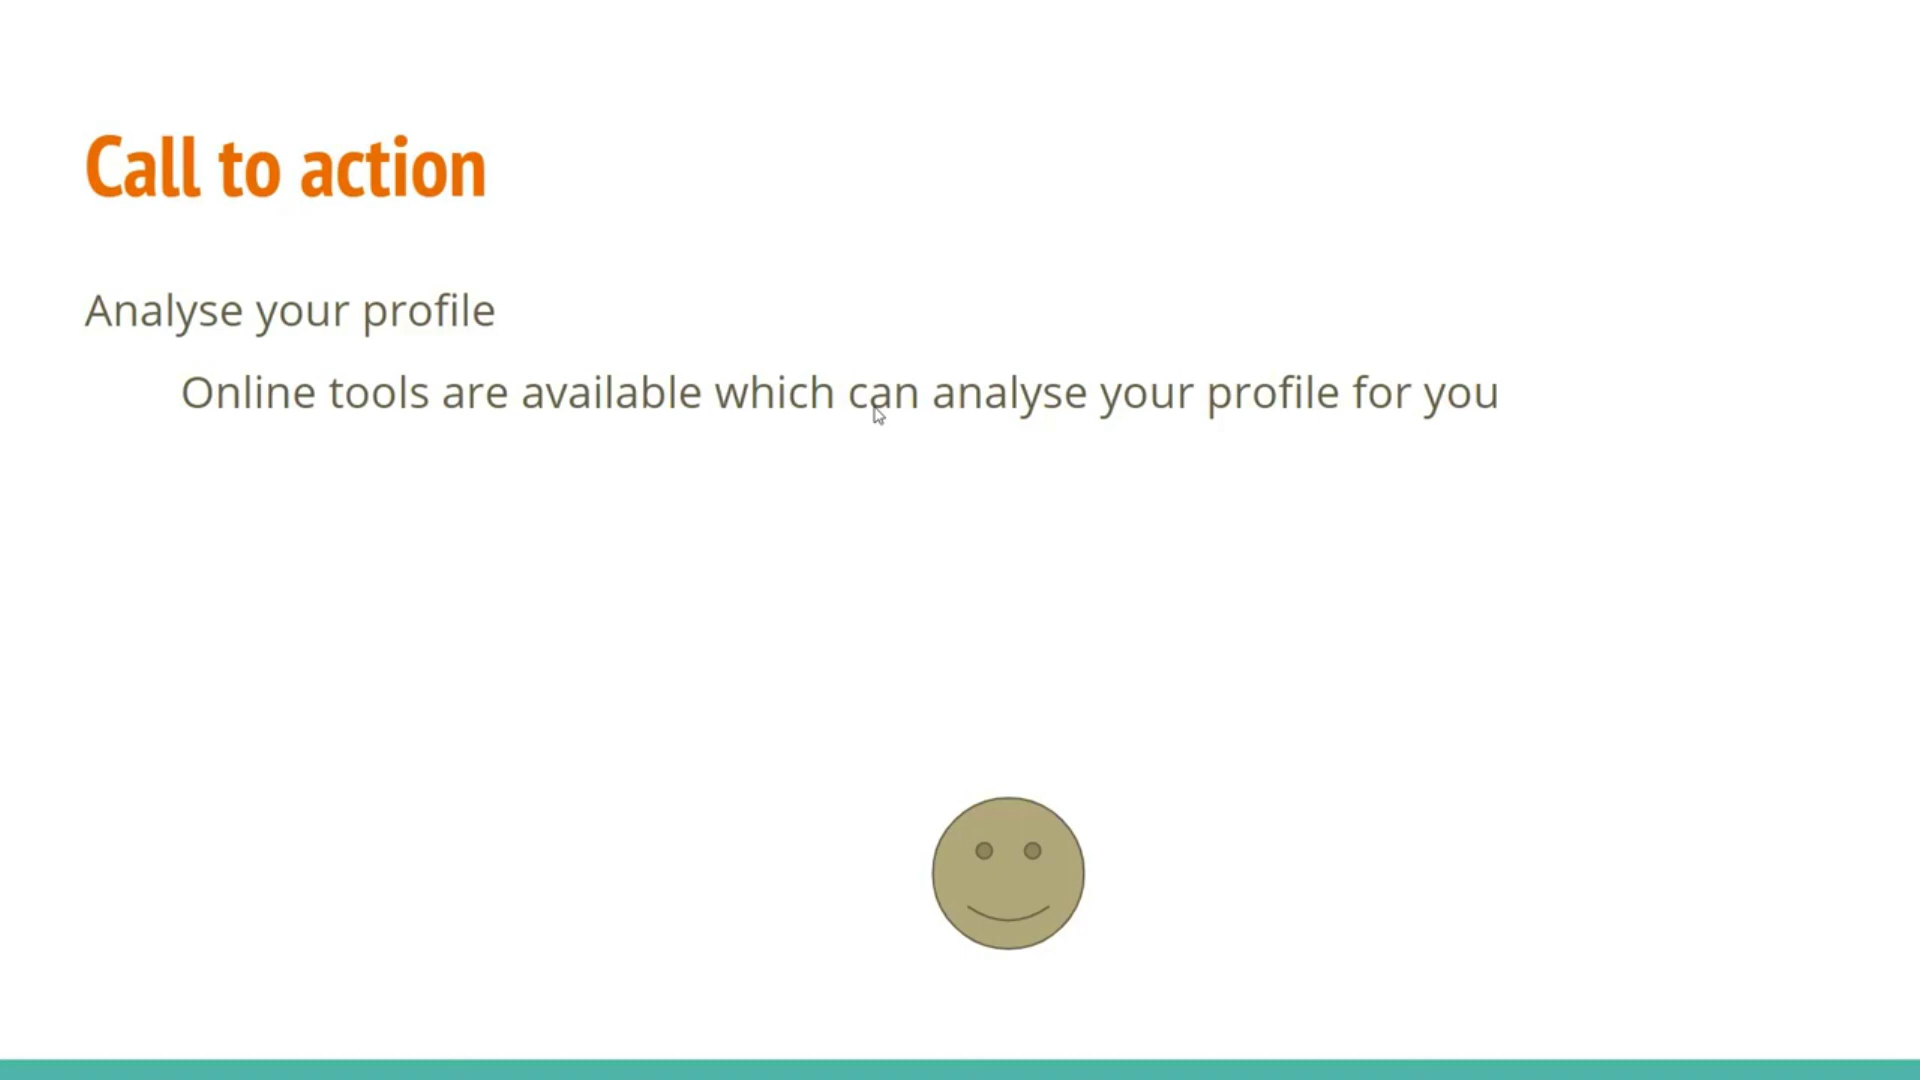 Call to action
Analyse your profile
Online tools are available which can analyse your profile for you